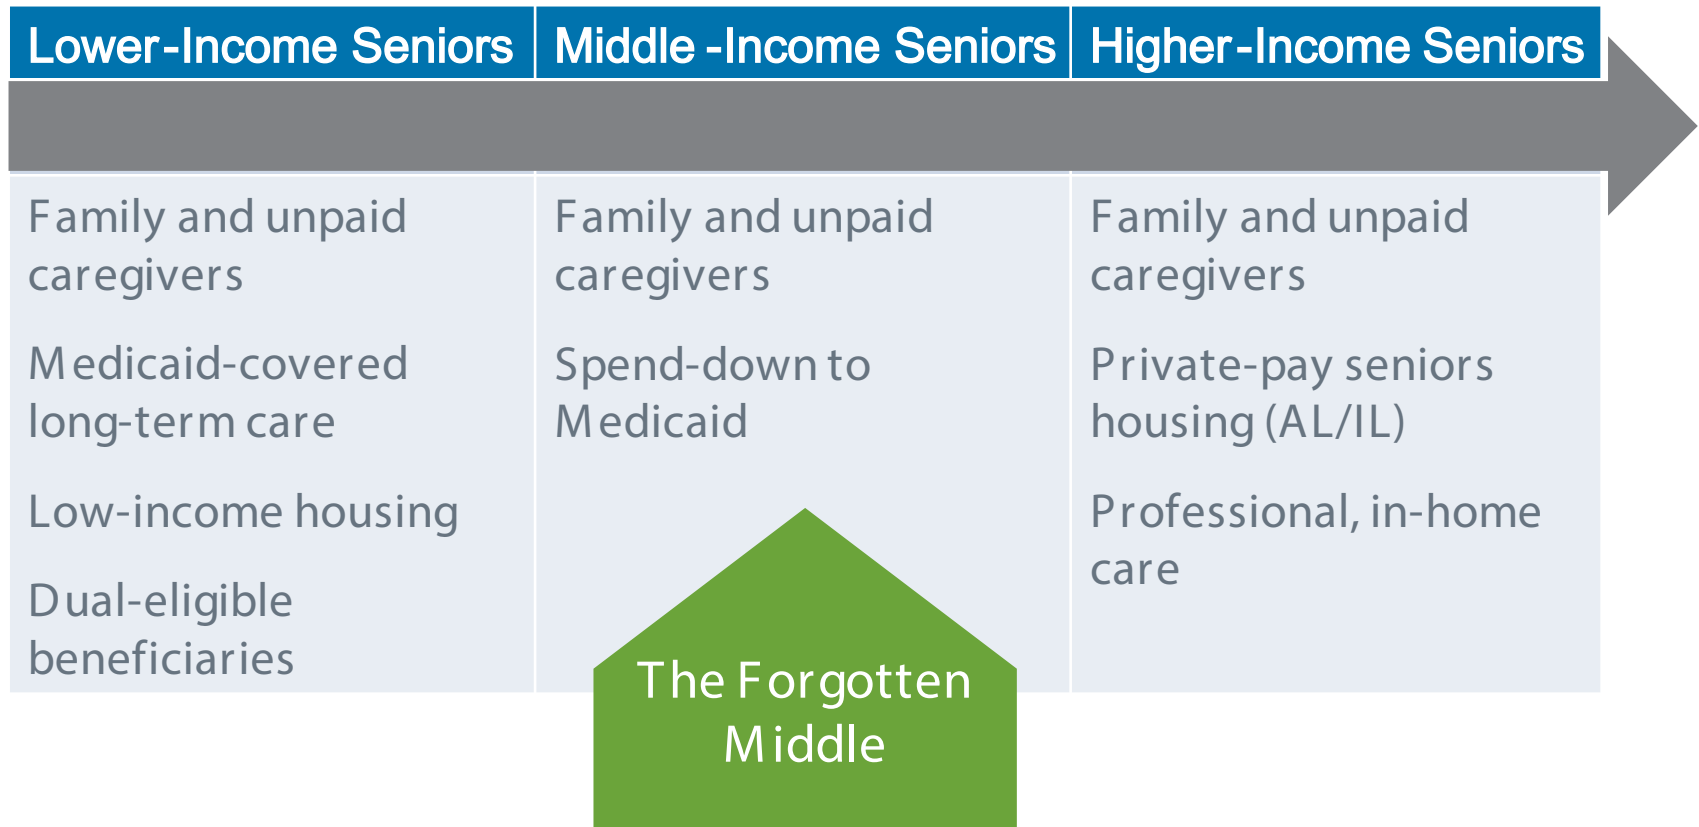 Lower-Income Seniors
Middle-Income Seniors
Higher-Income Seniors
Family and unpaid
caregivers
Medicaid-covered
long-term care
Low-income housing
Dual-eligible
beneficiaries
Family and unpaid
caregivers
Spend-down to
Medicaid
The Forgotten
Middle
Family and unpaid
caregivers
Private-pay seniors
housing (AL/IL)
Professional, in-home
care